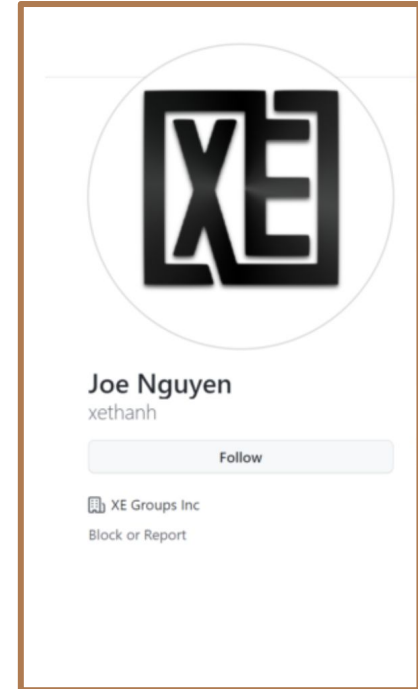 XE
Joe Nguyen
xethanh
Follow
XE Groups Inc
Block or Report